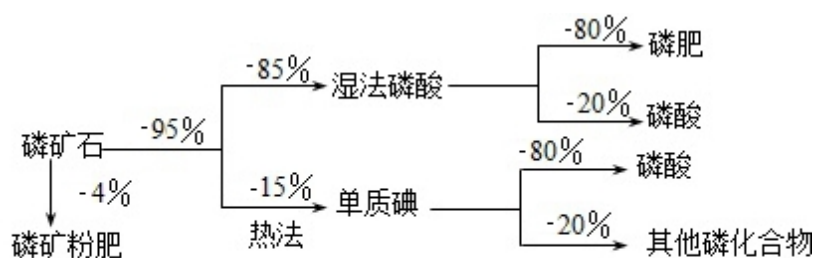 -80%
磷肥
-85%
湿法磷酸
-20%
磷酸
-95%
磷矿石
-80%
磷酸
-4%
-15%
单质碘
热法
-20%
磷矿粉肥
其他磷化合物